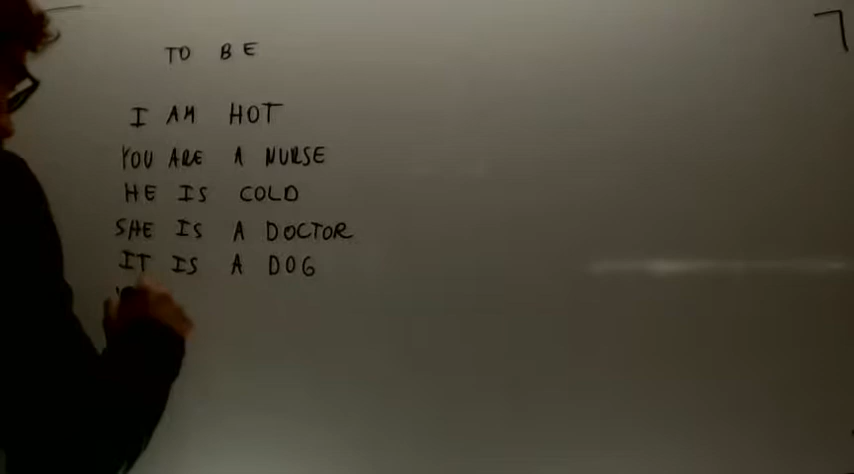 TO BE
I AM HOT
YOU ARE A NURSE
HE IS COLD
SHE IS A DOCTOR
IT IS A DOG